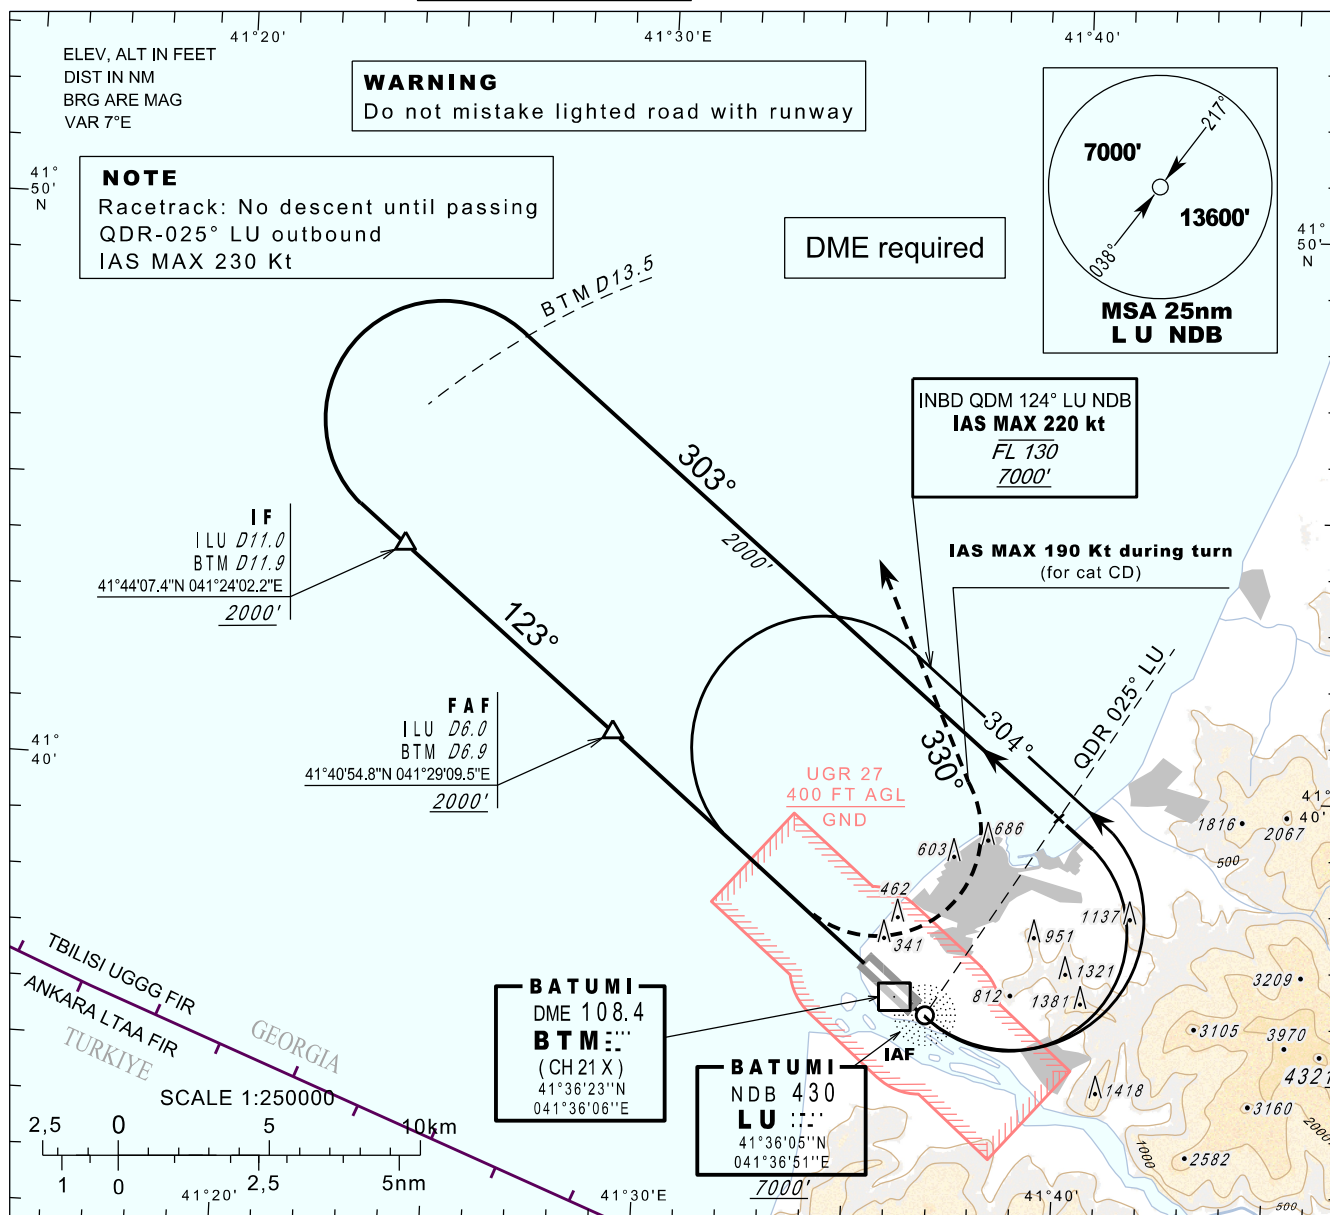 41°20'
41°30'E
41°40'
ELEV, ALT IN FEET
DIST IN NM
BRG ARE MAG
VAR 7°E
WARNING
Do not mistake lighted road with runway
217°
7000'
13600'
038°
MSA 25nm
L U NDB
41°
50'
N
NOTE
Racetrack: No descent until passing
QDR-025° LU outbound
IAS MAX 230 Kt
DME required
41°
50'
N
BTM D13.5
INBD QDM 124° LU NDB
IAS MAX 220 kt
FL 130
7000'
303°
2000'
IF
ILU D11.0
BTM D11.9
41°44'07.4"N 041°24'02.2"E
2000'
IAS MAX 190 Kt during turn
(for cat CD)
123°
QDR 025° LU
FAF
ILU D6.0
BTM D6.9
41°40'54.8"N 041°29'09.5"E
2000'
304°
330°
41°
40'
UGR 27
400 FT AGL
GND
41°
40'
1816
2067
500
686
603
462
341
1137
951
1321
1381
812
3209
3105
3970
4321
1418
3160
2582
1000
2000
500
TBILISI UGGG FIR
ANKARA LTAA FIR
GEORGIA
TURKIYE
BATUMI
DME 108.4
BTM
(CH 21 X)
41°36'23"N
041°36'06"E
IAF
BATUMI
NDB 430
LU
41°36'05"N
041°36'51"E
7000'
SCALE 1:250000
2,5 0 5 10km
1 0 2,5 5nm
41°20'
41°30'E
41°40'